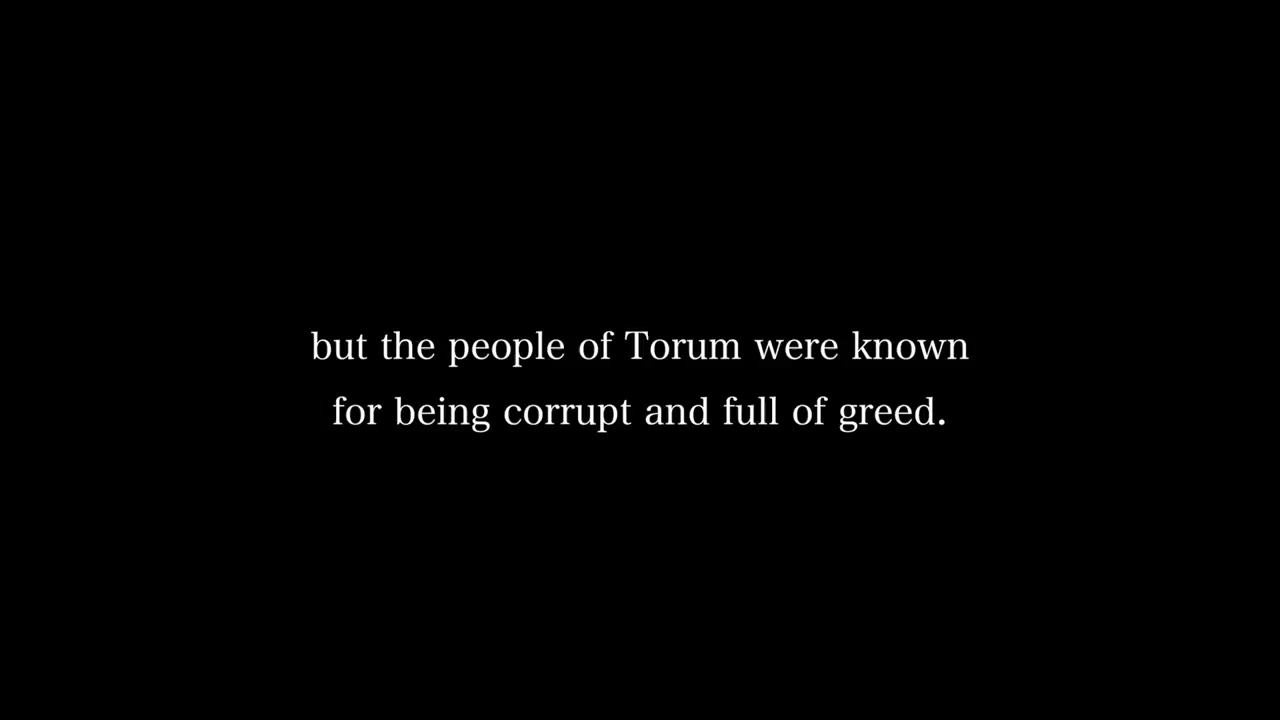 but the people of Torum were known
for being corrupt and full of greed.